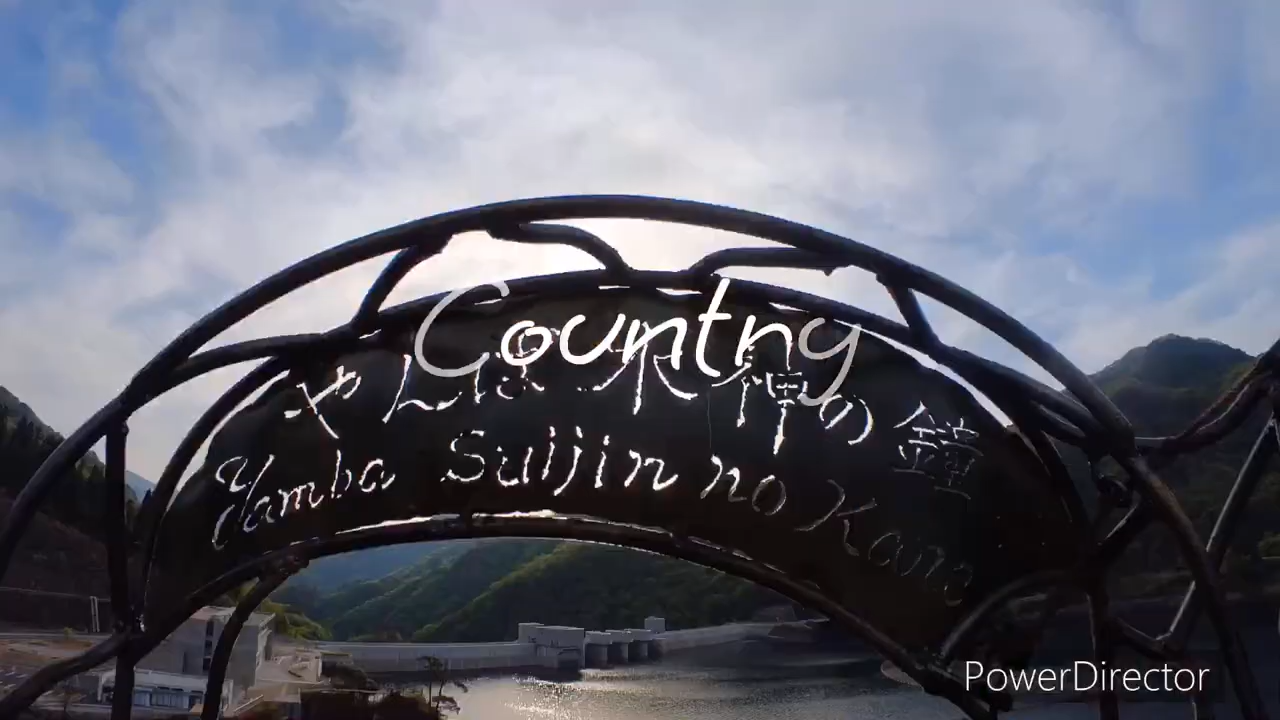 Country
やんば水神の鐘
Yamba Suijin no Kane
PowerDirector